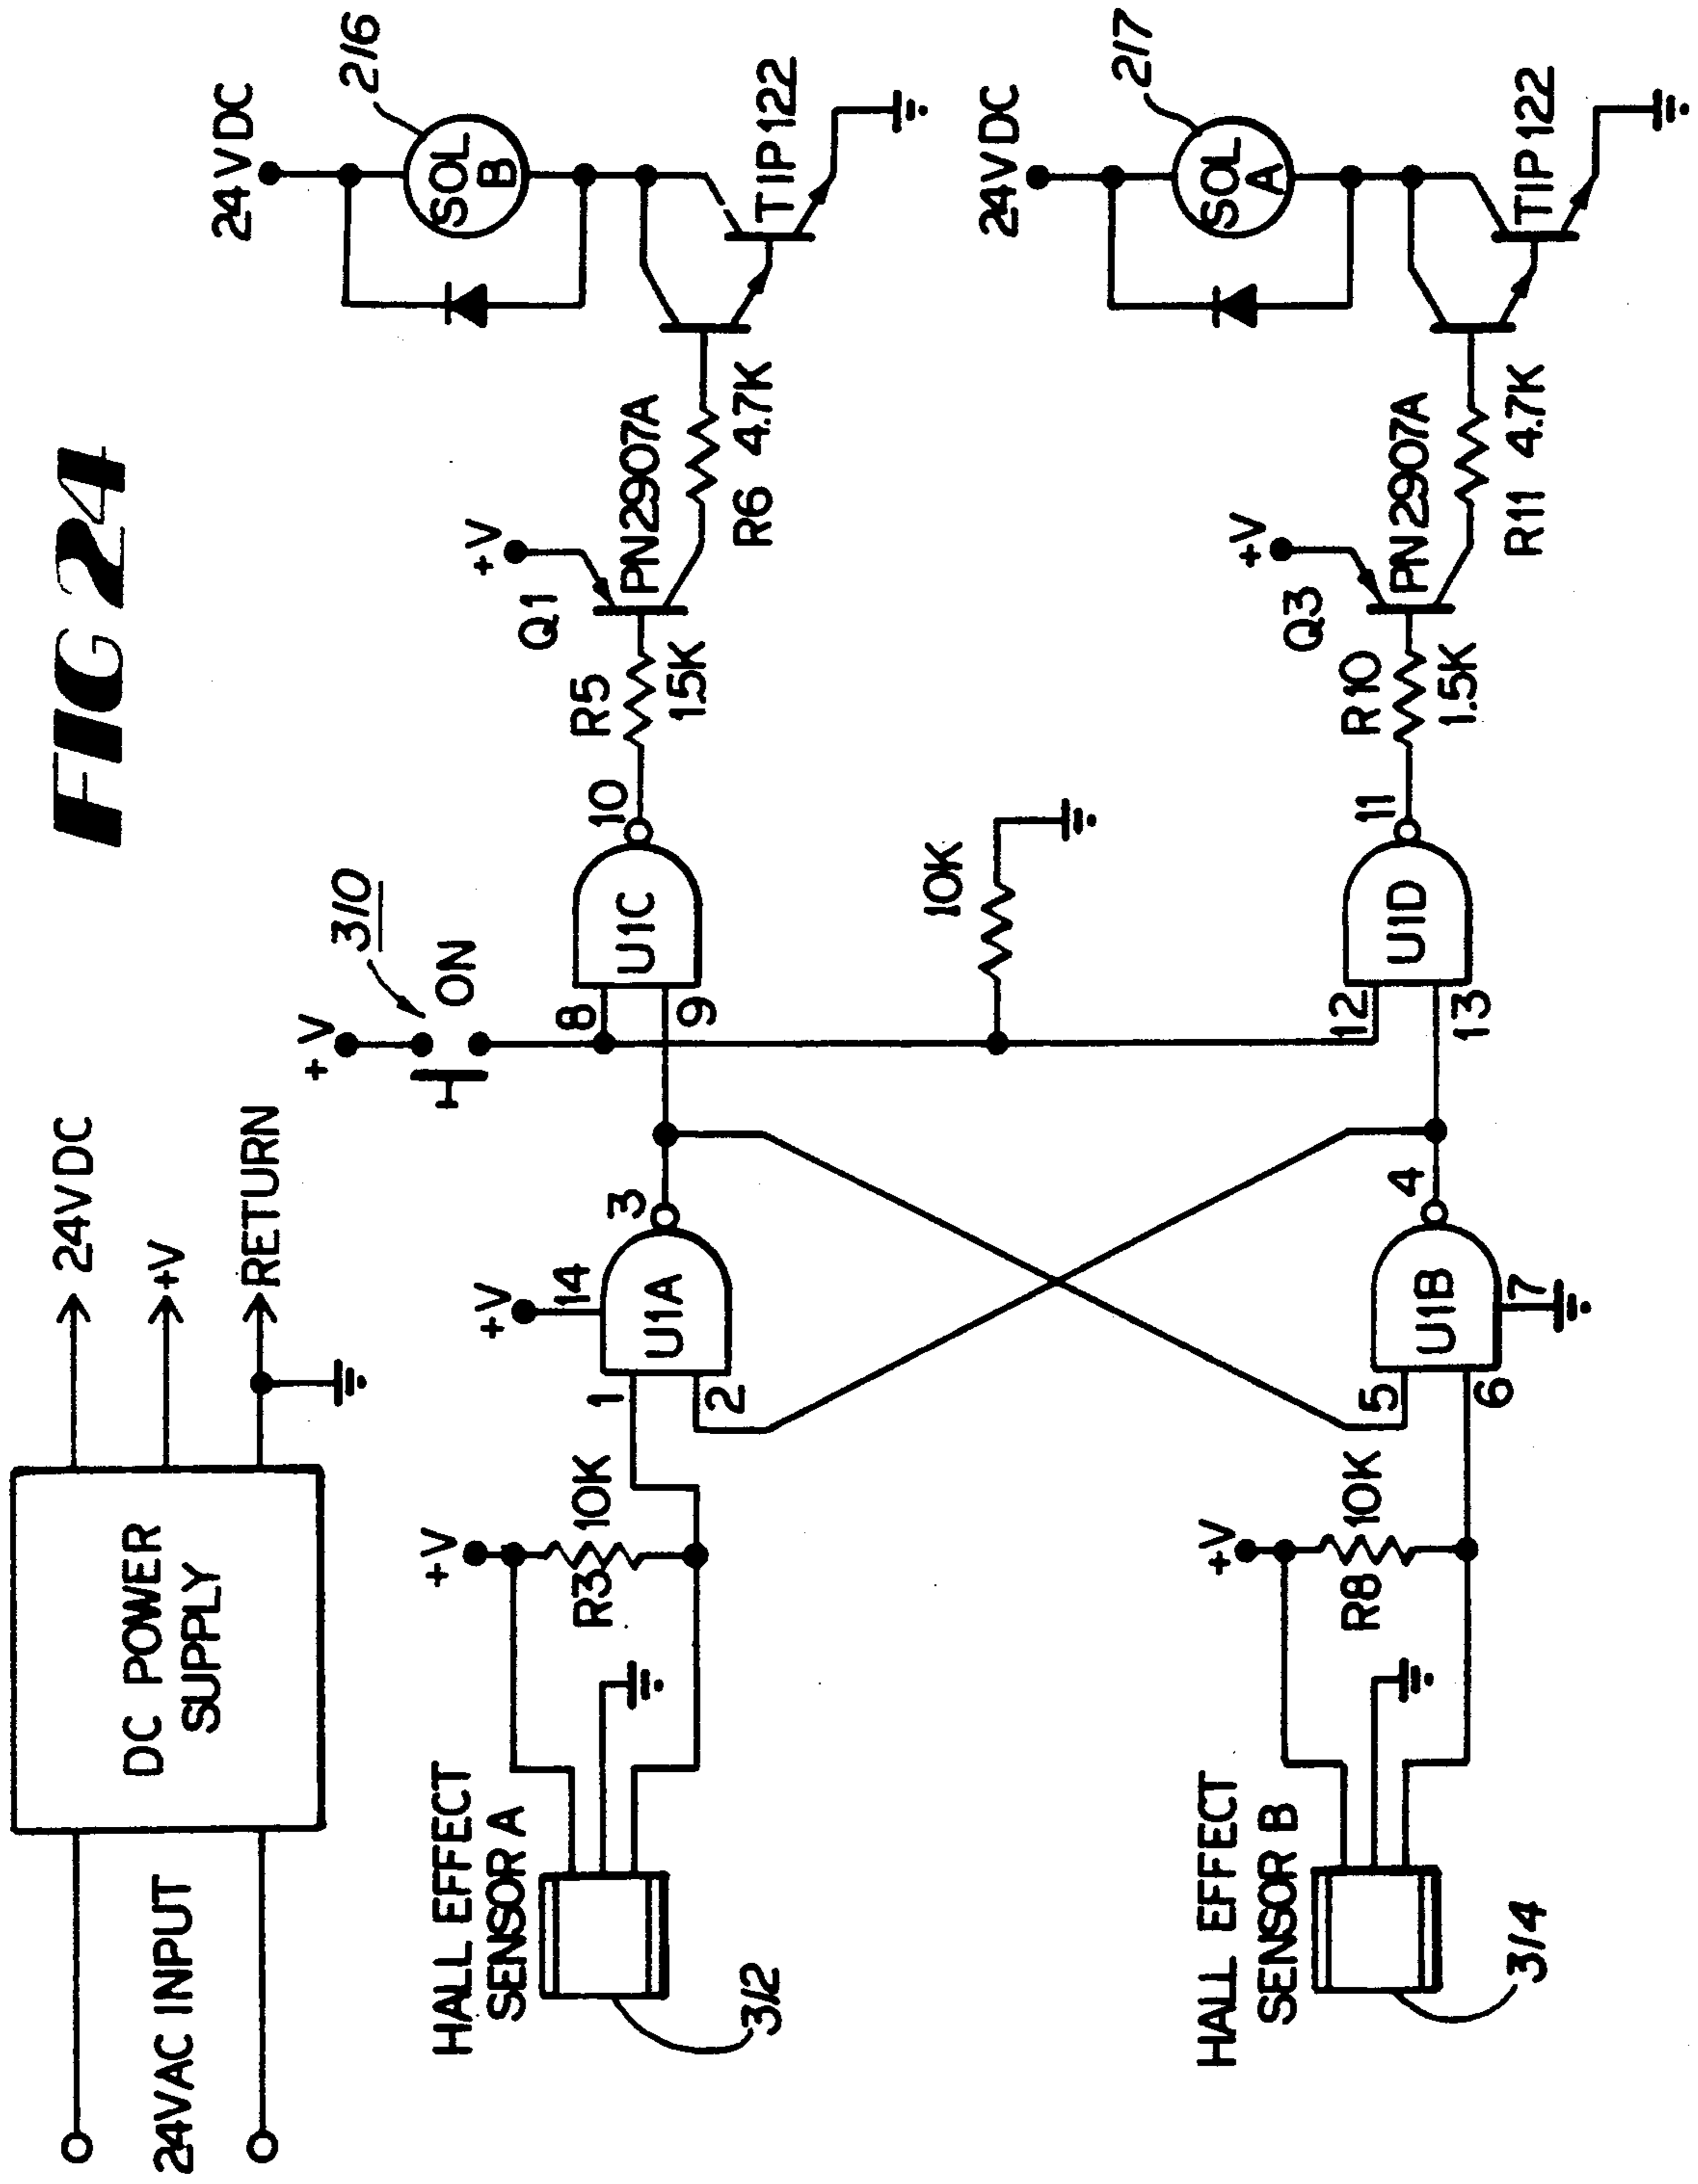 FIG 24
24VAC INPUT
DC POWER
SUPPLY
24VDC
+V
RETURN
+V
310
ON
24VDC
216
SOL
B
HALL EFFECT
SENSOR A
312
+V
R3
10K
1
2
+V
14
U1A
3
8
9
U1C
10
R5
1.5K
Q1
+V
PN2907A
R6 4.7K
TIP122
10K
24VDC
217
SOL
A
HALL EFFECT
SENSOR B
314
+V
R8
10K
5
6
U1B
7
4
12
13
U1D
11
R10
1.5K
Q3
+V
PN2907A
R11 4.7K
TIP122